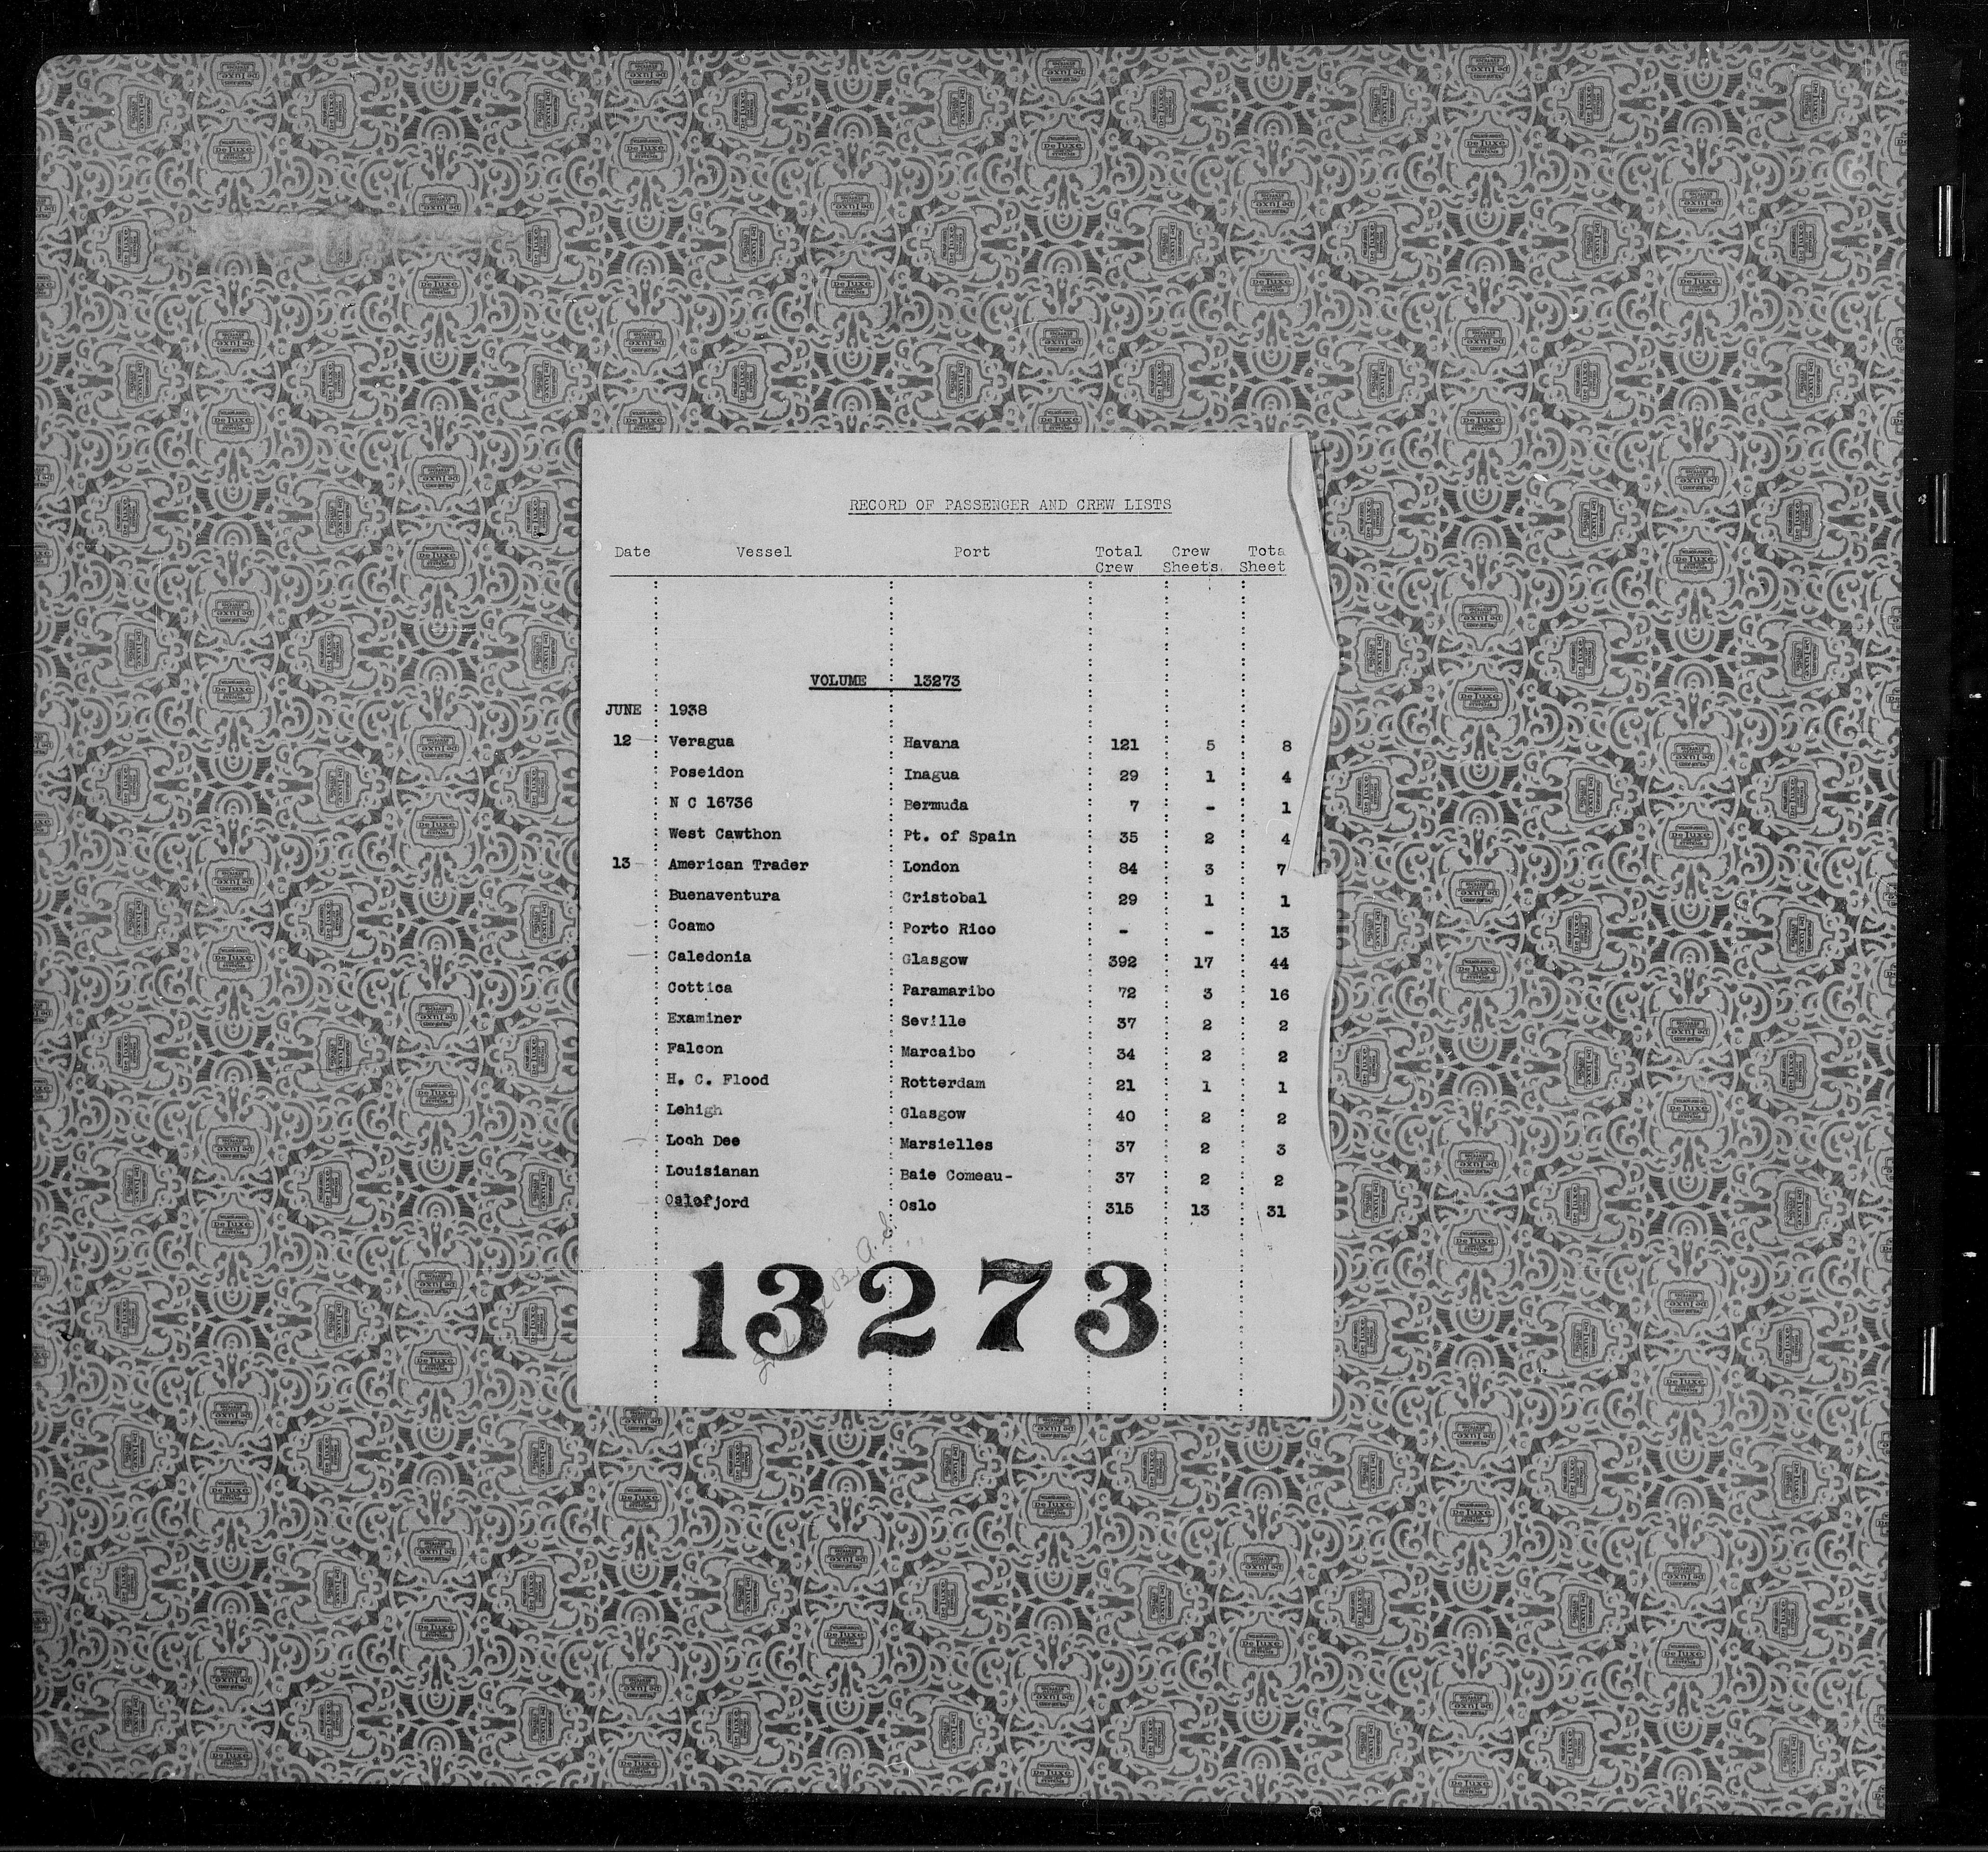 RECORD OF PASSENGER AND CREW LISTS
Date Vessel Port Total Crew Tota
Crew Sheets Sheet
VOLUME 13273
JUNE 1938
12 Veragua Havana 121 5 8
Poseidon Inagua 29 1 4
N C 16736 Bermuda 7 - 1
West Cawthon Pt. of Spain 35 2 4
13 American Trader London 84 3 7
Buenaventura Cristobal 29 1 1
Coamo Porto Rico - - 13
Caledonia Glasgow 392 17 44
Cottica Paramaribo 72 3 16
Examiner Seville 37 2 2
Falcon Marcaibo 34 2 2
H. C. Flood Rotterdam 21 1 1
Lehigh Glasgow 40 2 2
Loch Dee Marsielles 37 2 3
Louisianan Baie Comeau- 37 2 2
Oslofjord Oslo 315 13 31
13273